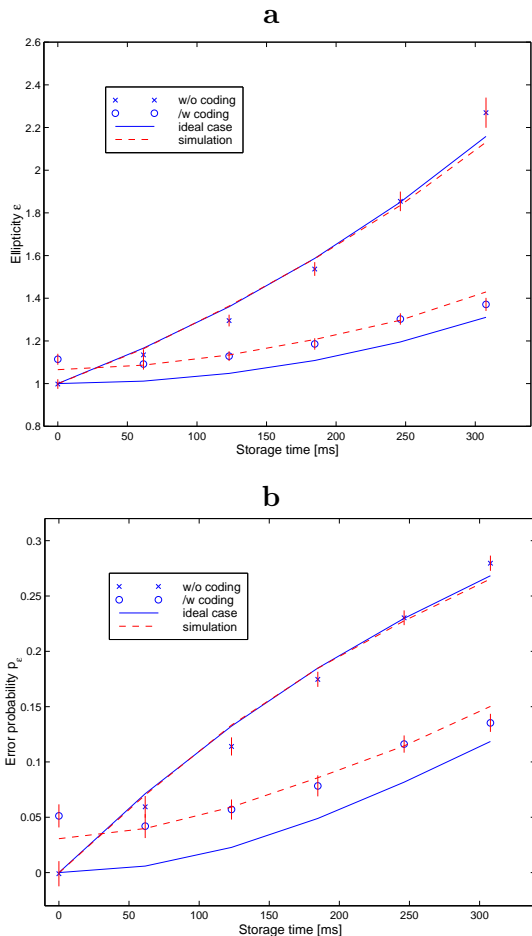 a
2.6
2.4
2.2
2
1.8
1.6
1.4
1.2
1
0.8
Ellipticity ε
w/o coding
/w coding
ideal case
simulation
0 50 100 150 200 250 300
Storage time [ms]
b
0.3
0.25
0.2
0.15
0.1
0.05
0
Error probability pε
w/o coding
/w coding
ideal case
simulation
0 50 100 150 200 250 300
Storage time [ms]